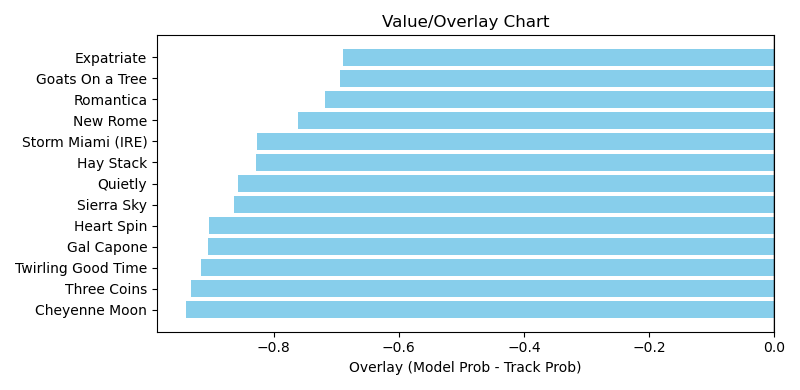 Value/Overlay Chart
Expatriate
Goats On a Tree
Romantica
New Rome
Storm Miami (IRE)
Hay Stack
Quietly
Sierra Sky
Heart Spin
Gal Capone
Twirling Good Time
Three Coins
Cheyenne Moon
−0.8 −0.6 −0.4 −0.2 0.0
Overlay (Model Prob - Track Prob)